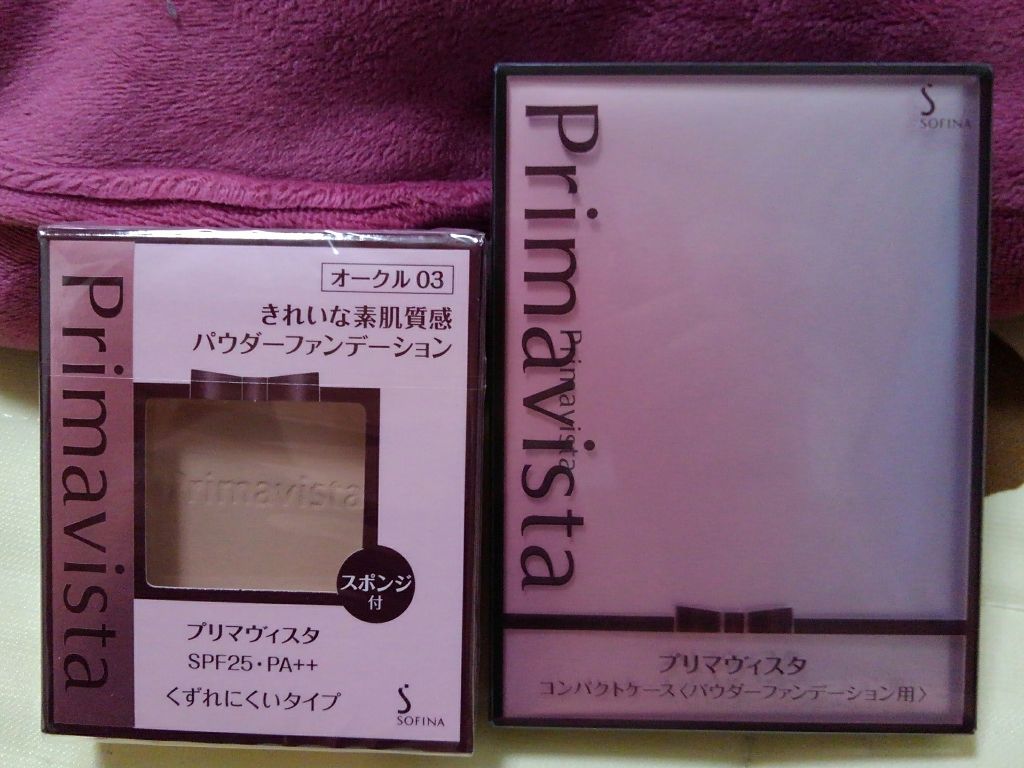 Primavista
オークル 03
きれいな素肌質感
パウダーファンデーション
rimavista
スポンジ
付
プリマヴィスタ
SPF25・PA++
くずれにくいタイプ
SOFINA
SOFINA
Primavista
Primavista
プリマヴィスタ
コンパクトケース〈パウダーファンデーション用〉